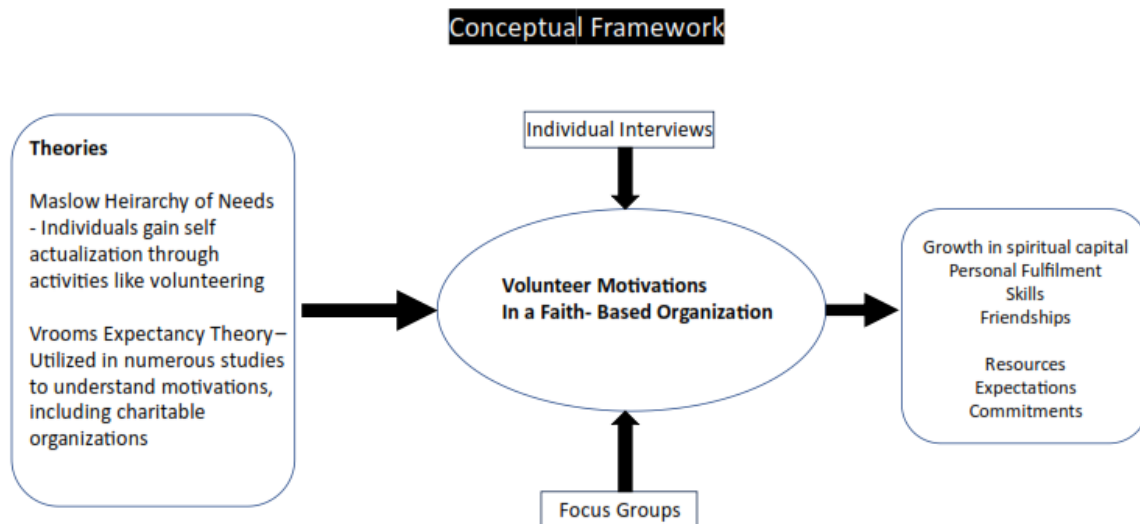 Conceptual Framework
Individual Interviews
Theories
Maslow Heirarchy of Needs
- Individuals gain self
actualization through
activities like volunteering
Vrooms Expectancy Theory–
Utilized in numerous studies
to understand motivations,
including charitable
organizations
Volunteer Motivations
In a Faith- Based Organization
Growth in spiritual capital
Personal Fulfilment
Skills
Friendships
Resources
Expectations
Commitments
Focus Groups